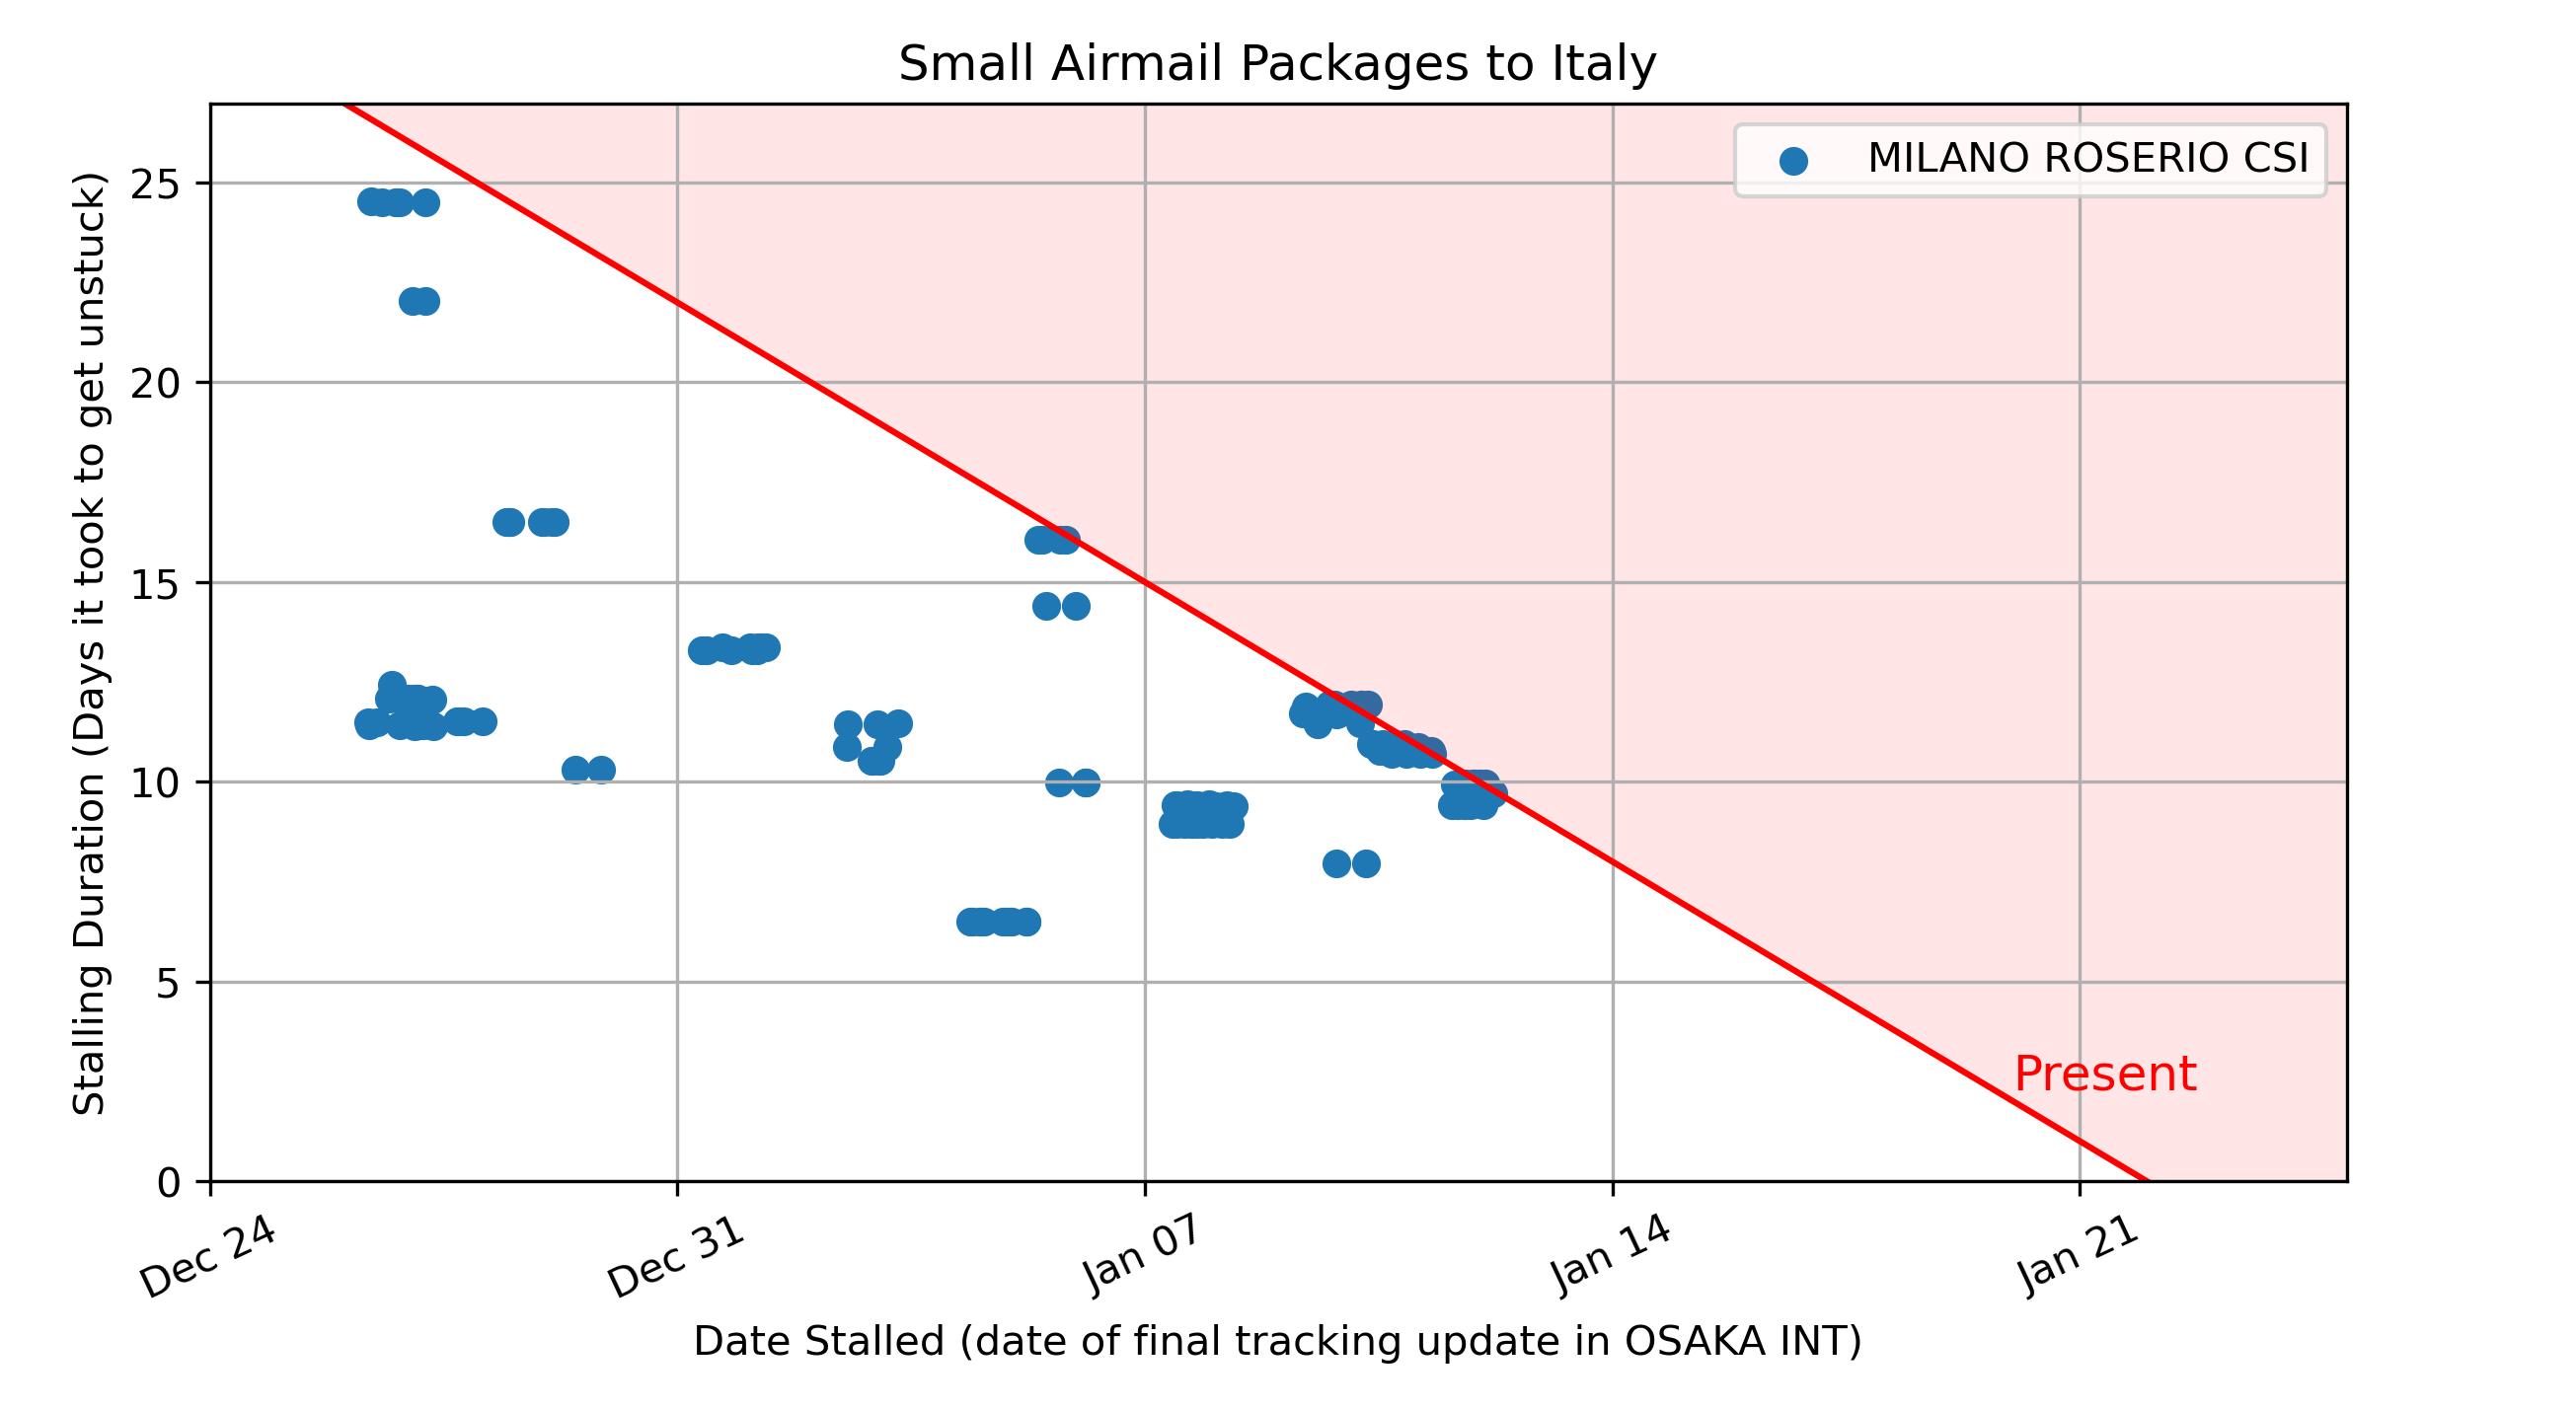 Small Airmail Packages to Italy
MILANO ROSERIO CSI
Stalling Duration (Days it took to get unstuck)
25
20
15
10
5
0
Present
Dec 24
Dec 31
Jan 07
Jan 14
Jan 21
Date Stalled (date of final tracking update in OSAKA INT)